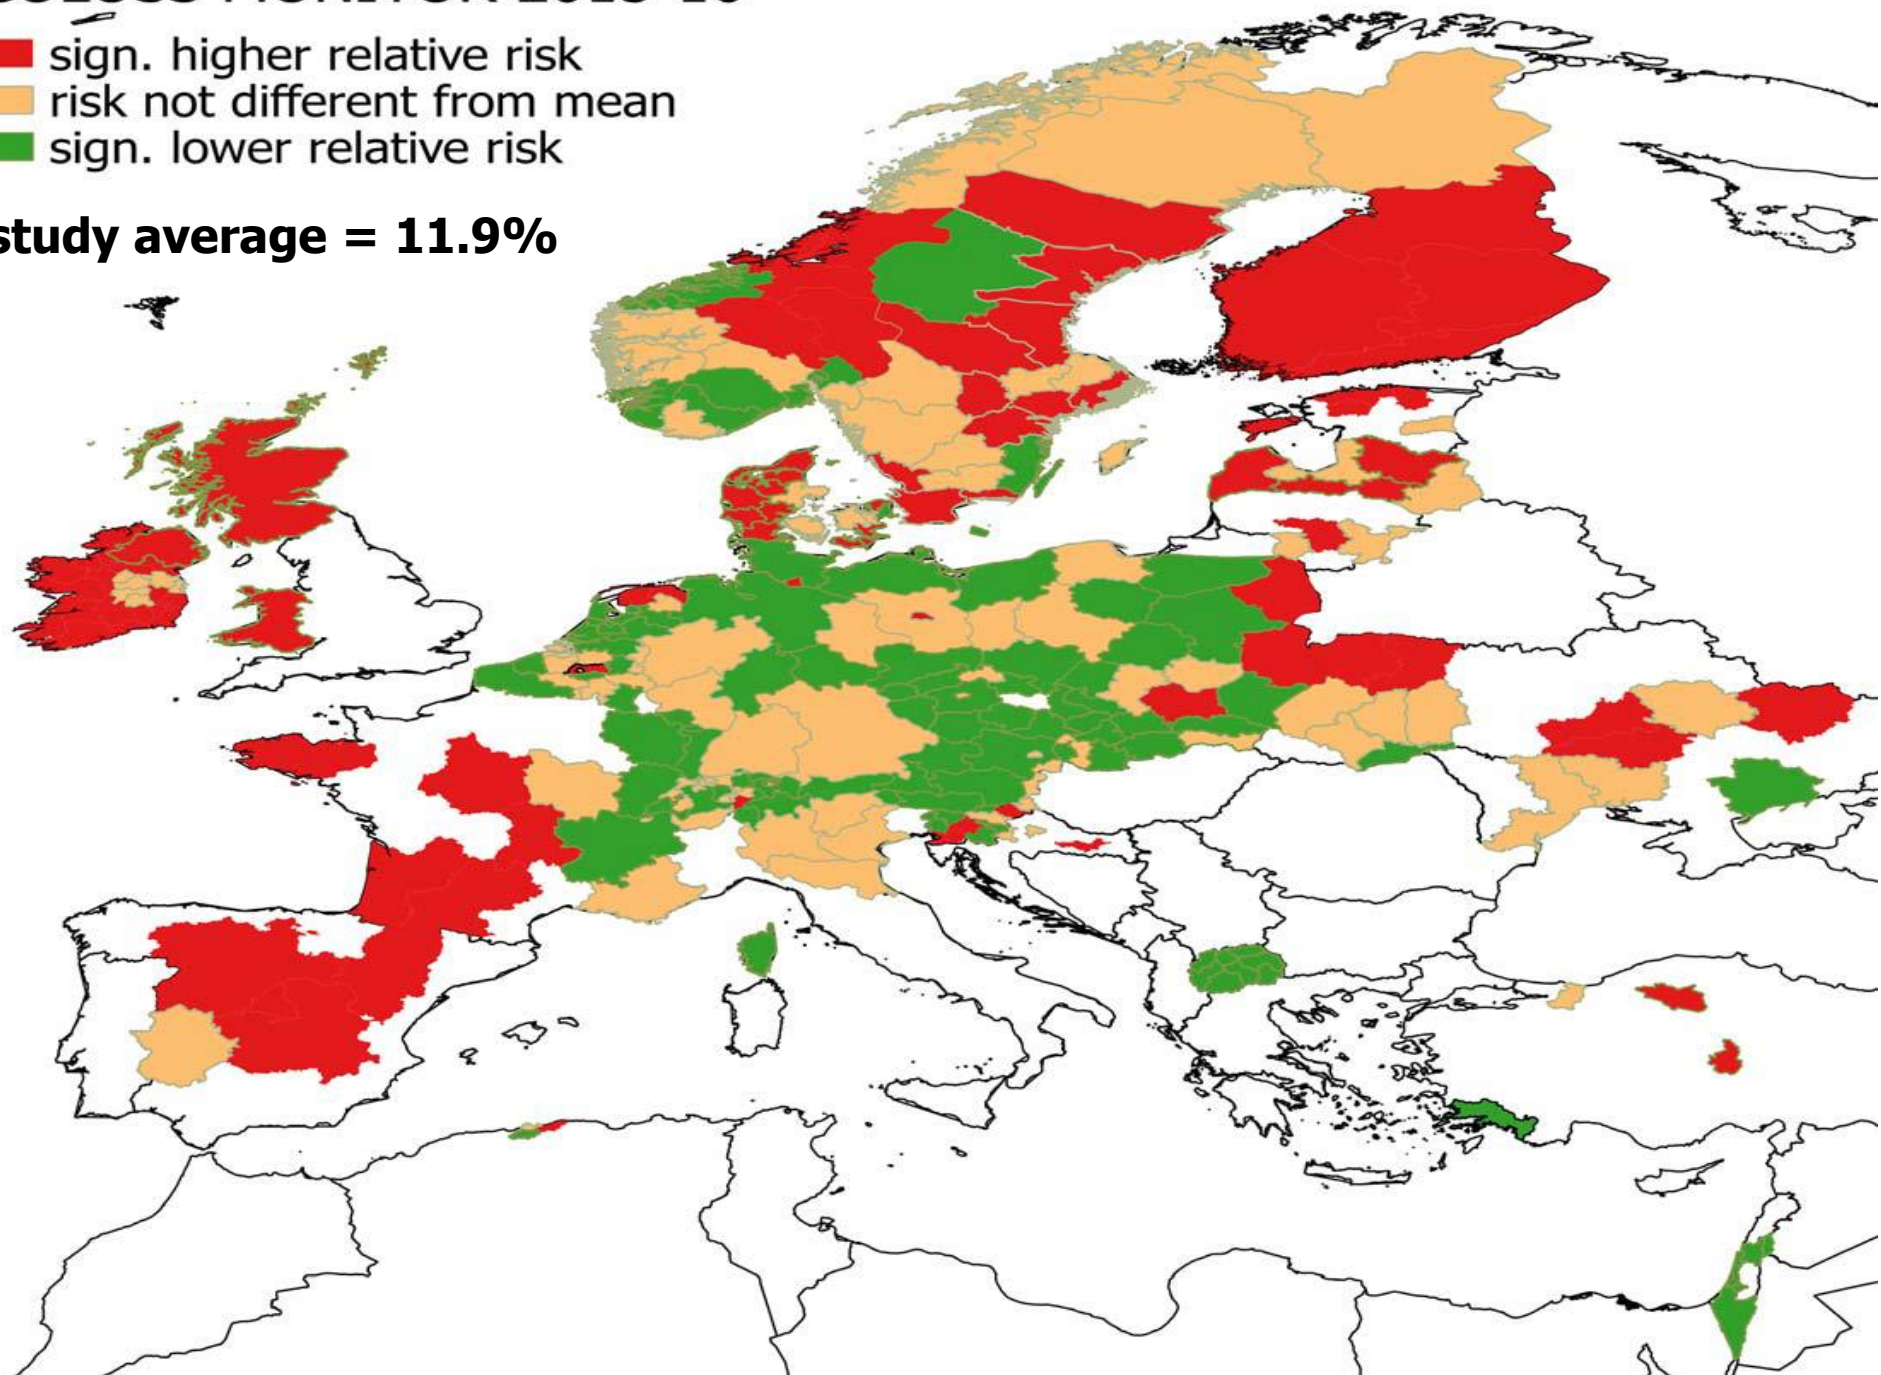 sign. higher relative risk
risk not different from mean
sign. lower relative risk
study average = 11.9%